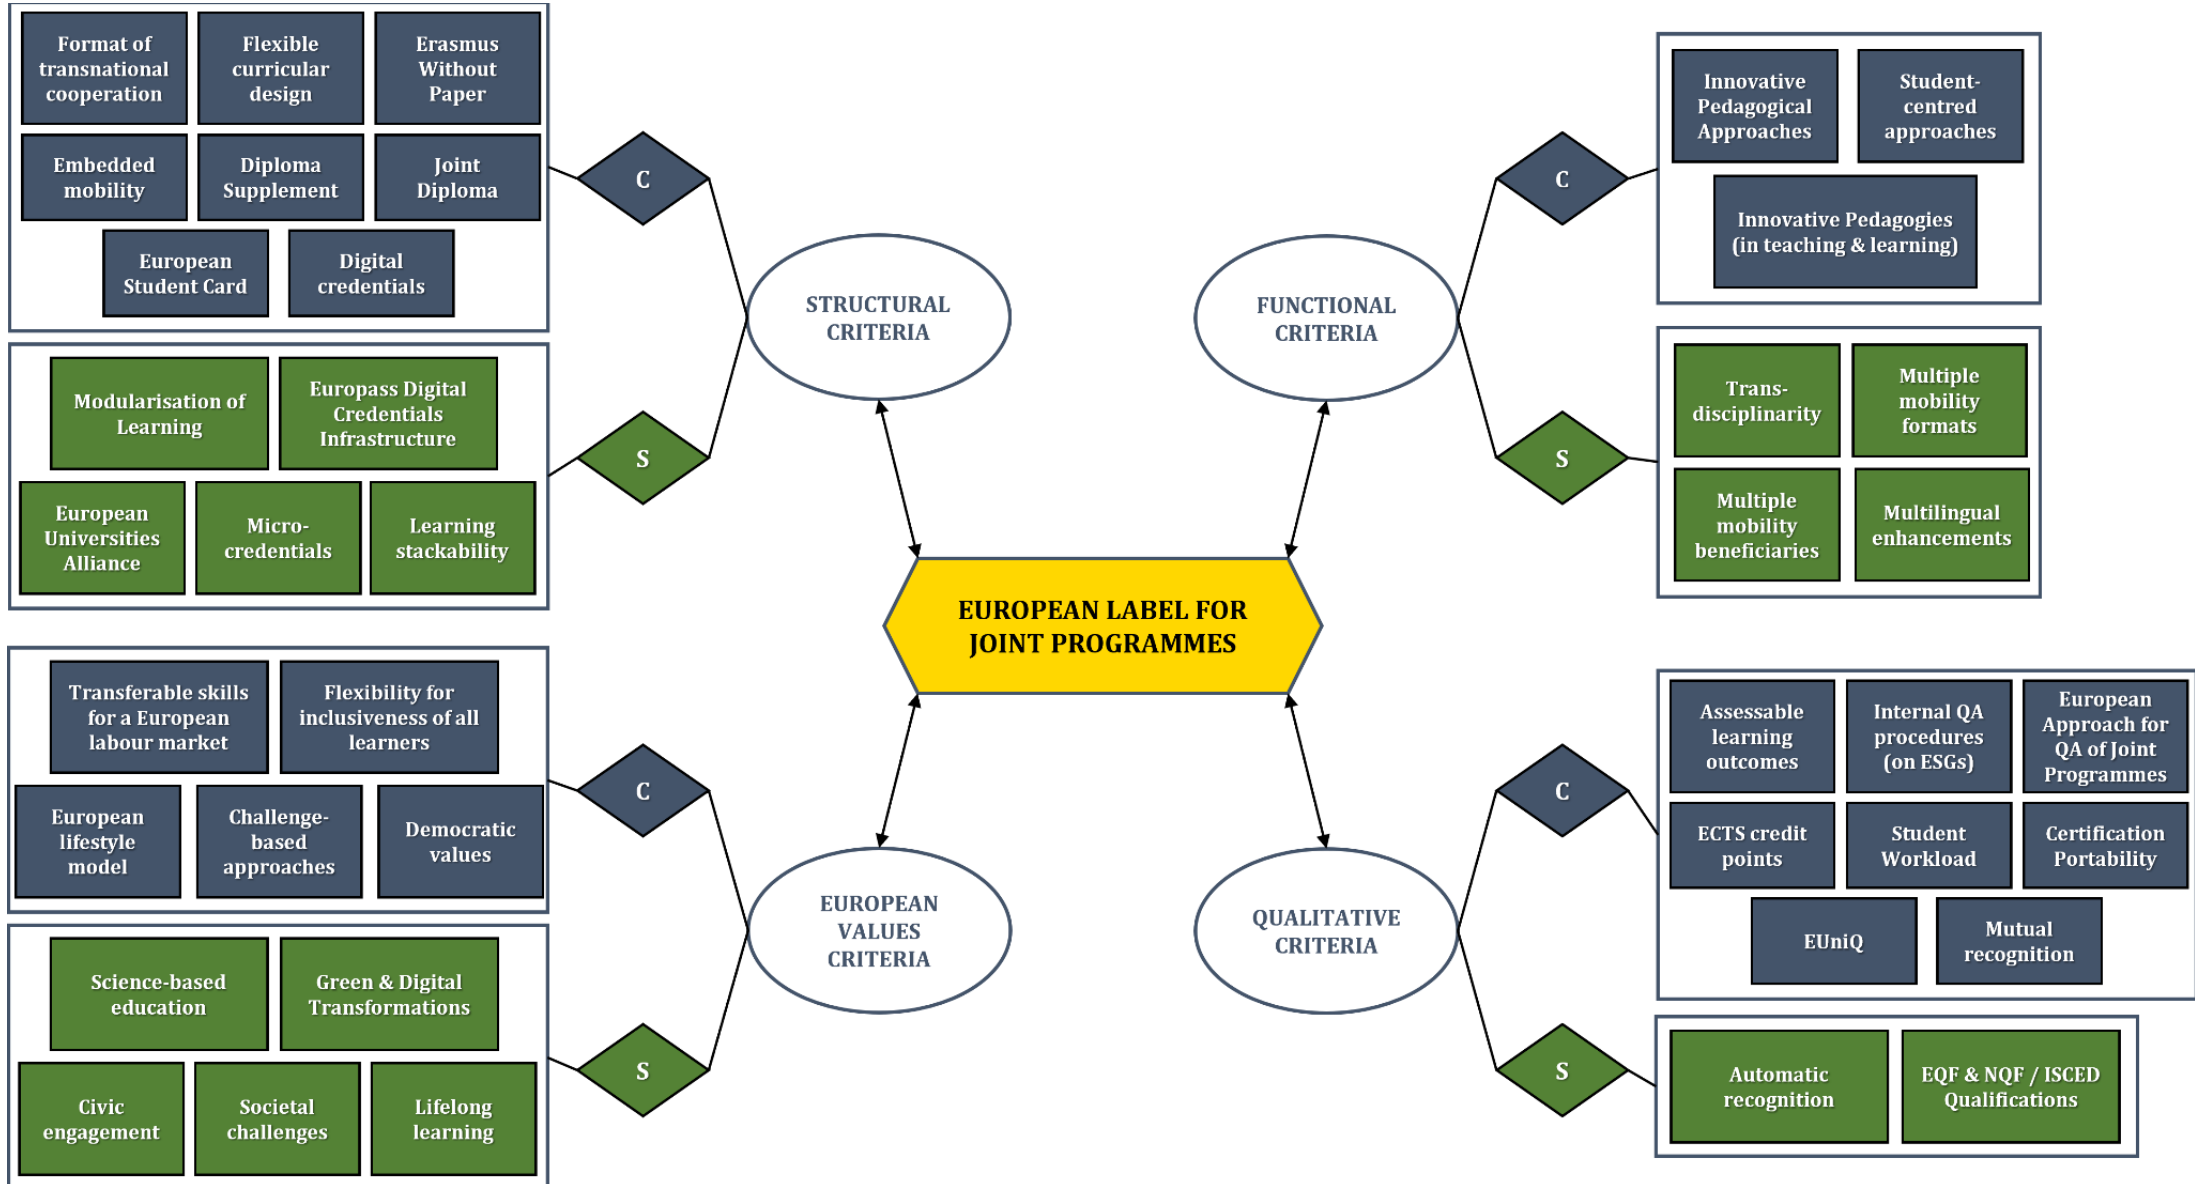 Format of
transnational
cooperation
Flexible
curricular
design
Erasmus
Without
Paper
Embedded
mobility
Diploma
Supplement
Joint
Diploma
European
Student Card
Digital
credentials
C
Modularisation of
Learning
Europass Digital
Credentials
Infrastructure
European
Universities
Alliance
Micro-
credentials
Learning
stackability
S
STRUCTURAL
CRITERIA
Innovative
Pedagogical
Approaches
Student-
centred
approaches
Innovative Pedagogies
(in teaching & learning)
C
Trans-
disciplinarity
Multiple
mobility
formats
Multiple
mobility
beneficiaries
Multilingual
enhancements
S
FUNCTIONAL
CRITERIA
EUROPEAN LABEL FOR
JOINT PROGRAMMES
Transferable skills
for a European
labour market
Flexibility for
inclusiveness of all
learners
European
lifestyle
model
Challenge-
based
approaches
Democratic
values
C
Science-based
education
Green & Digital
Transformations
Civic
engagement
Societal
challenges
Lifelong
learning
S
EUROPEAN
VALUES
CRITERIA
Assessable
learning
outcomes
Internal QA
procedures
(on ESGs)
European
Approach for
QA of Joint
Programmes
ECTS credit
points
Student
Workload
Certification
Portability
EUniQ
Mutual
recognition
C
Automatic
recognition
EQF & NQF / ISCED
Qualifications
S
QUALITATIVE
CRITERIA